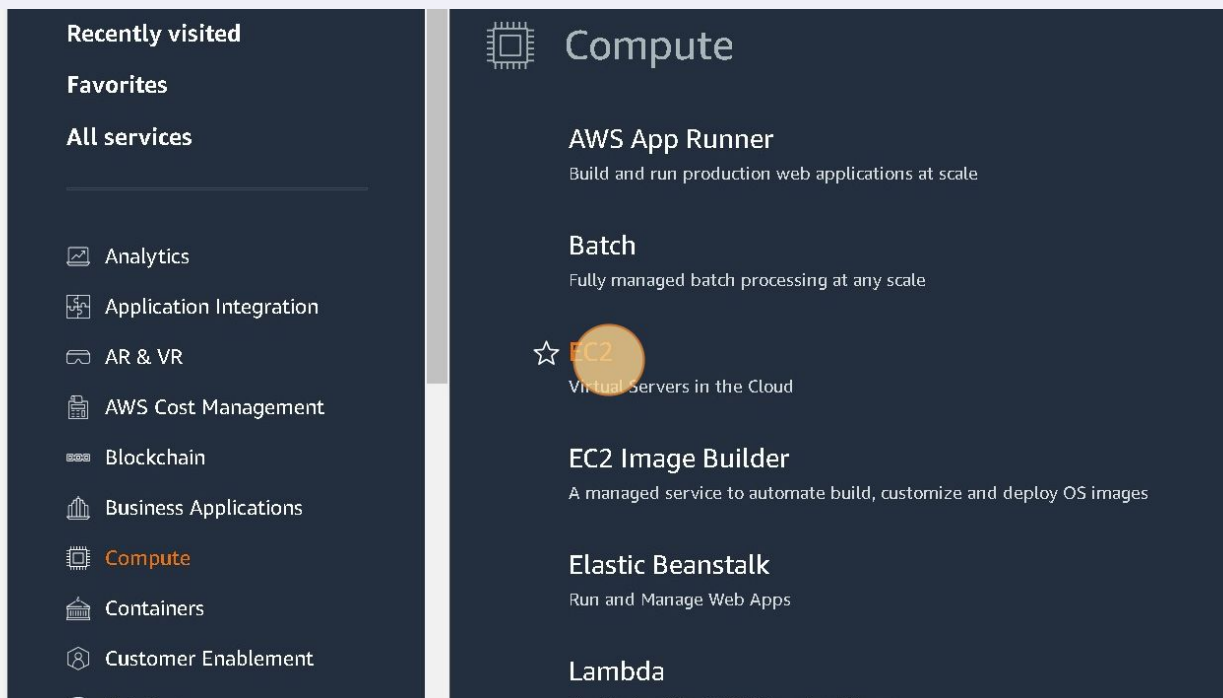 Recently visited
Favorites
All services
Analytics
Application Integration
AR & VR
AWS Cost Management
Blockchain
Business Applications
Compute
Containers
Customer Enablement
Compute
AWS App Runner
Build and run production web applications at scale
Batch
Fully managed batch processing at any scale
EC2
Virtual Servers in the Cloud
EC2 Image Builder
A managed service to automate build, customize and deploy OS images
Elastic Beanstalk
Run and Manage Web Apps
Lambda